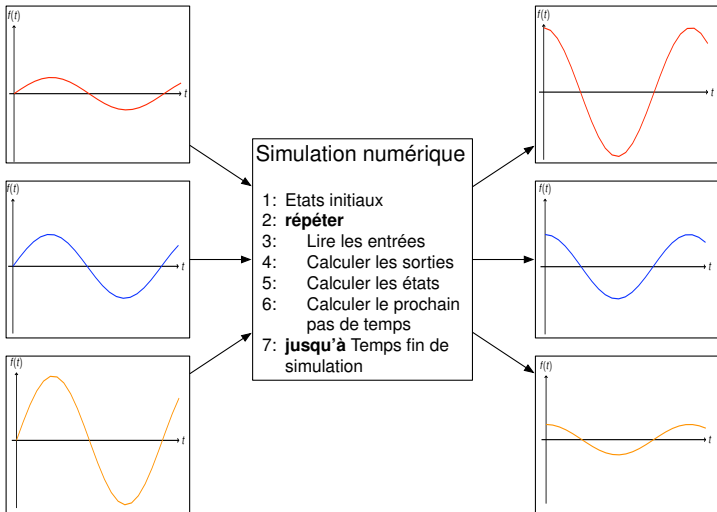 f(t)
t
f(t)
t
f(t)
t
Simulation numérique
1: Etats initiaux
2: répéter
3: Lire les entrées
4: Calculer les sorties
5: Calculer les états
6: Calculer le prochain
pas de temps
7: jusqu'à Temps fin de
simulation
f(t)
t
f(t)
t
f(t)
t